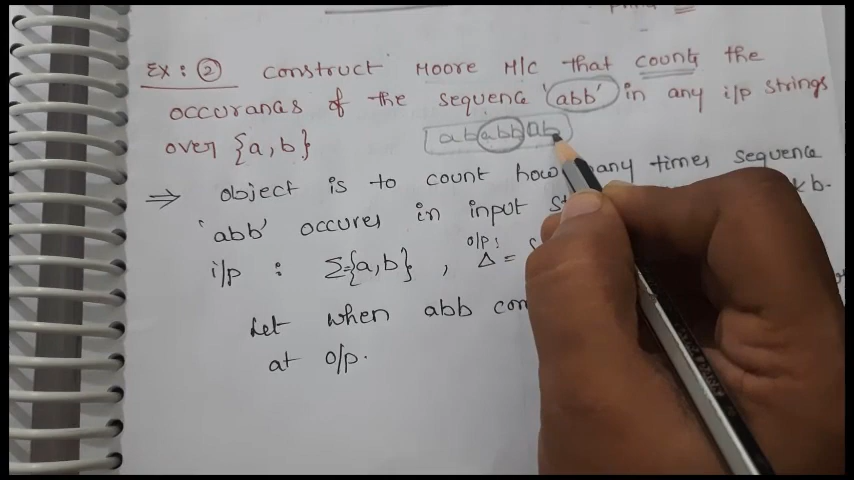 Ex: ② construct Moore M/c that counts the
occurances of the sequence 'abb' in any i/p strings
over {a, b}
ababbab
⇒ object is to count how many times sequence
'abb' occures in input
i/p : Σ={a,b} , o/p: Δ =
Let when abb
at o/p.